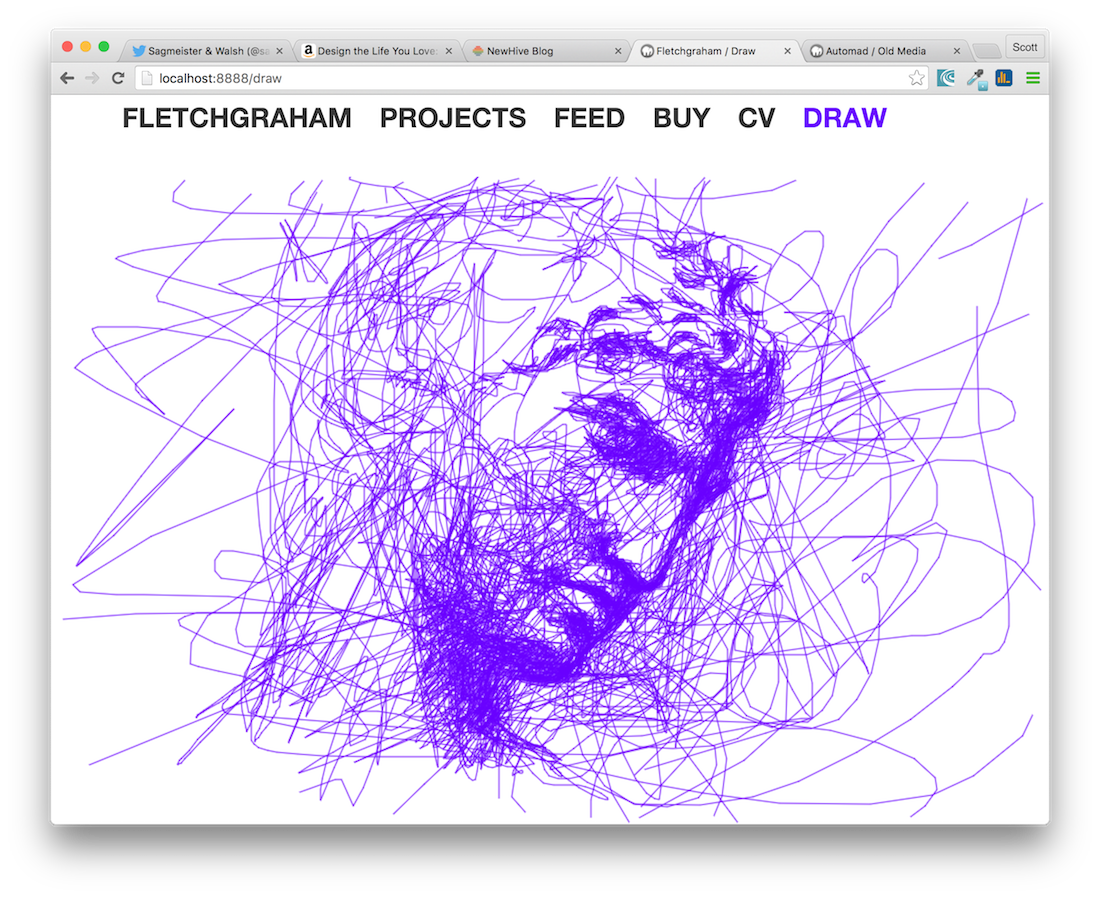 Sagmeister & Walsh (@sa
Design the Life You Love:
NewHive Blog
Fletchgraham / Draw
Automad / Old Media
Scott
localhost:8888/draw
FLETCHGRAHAM PROJECTS FEED BUY CV DRAW